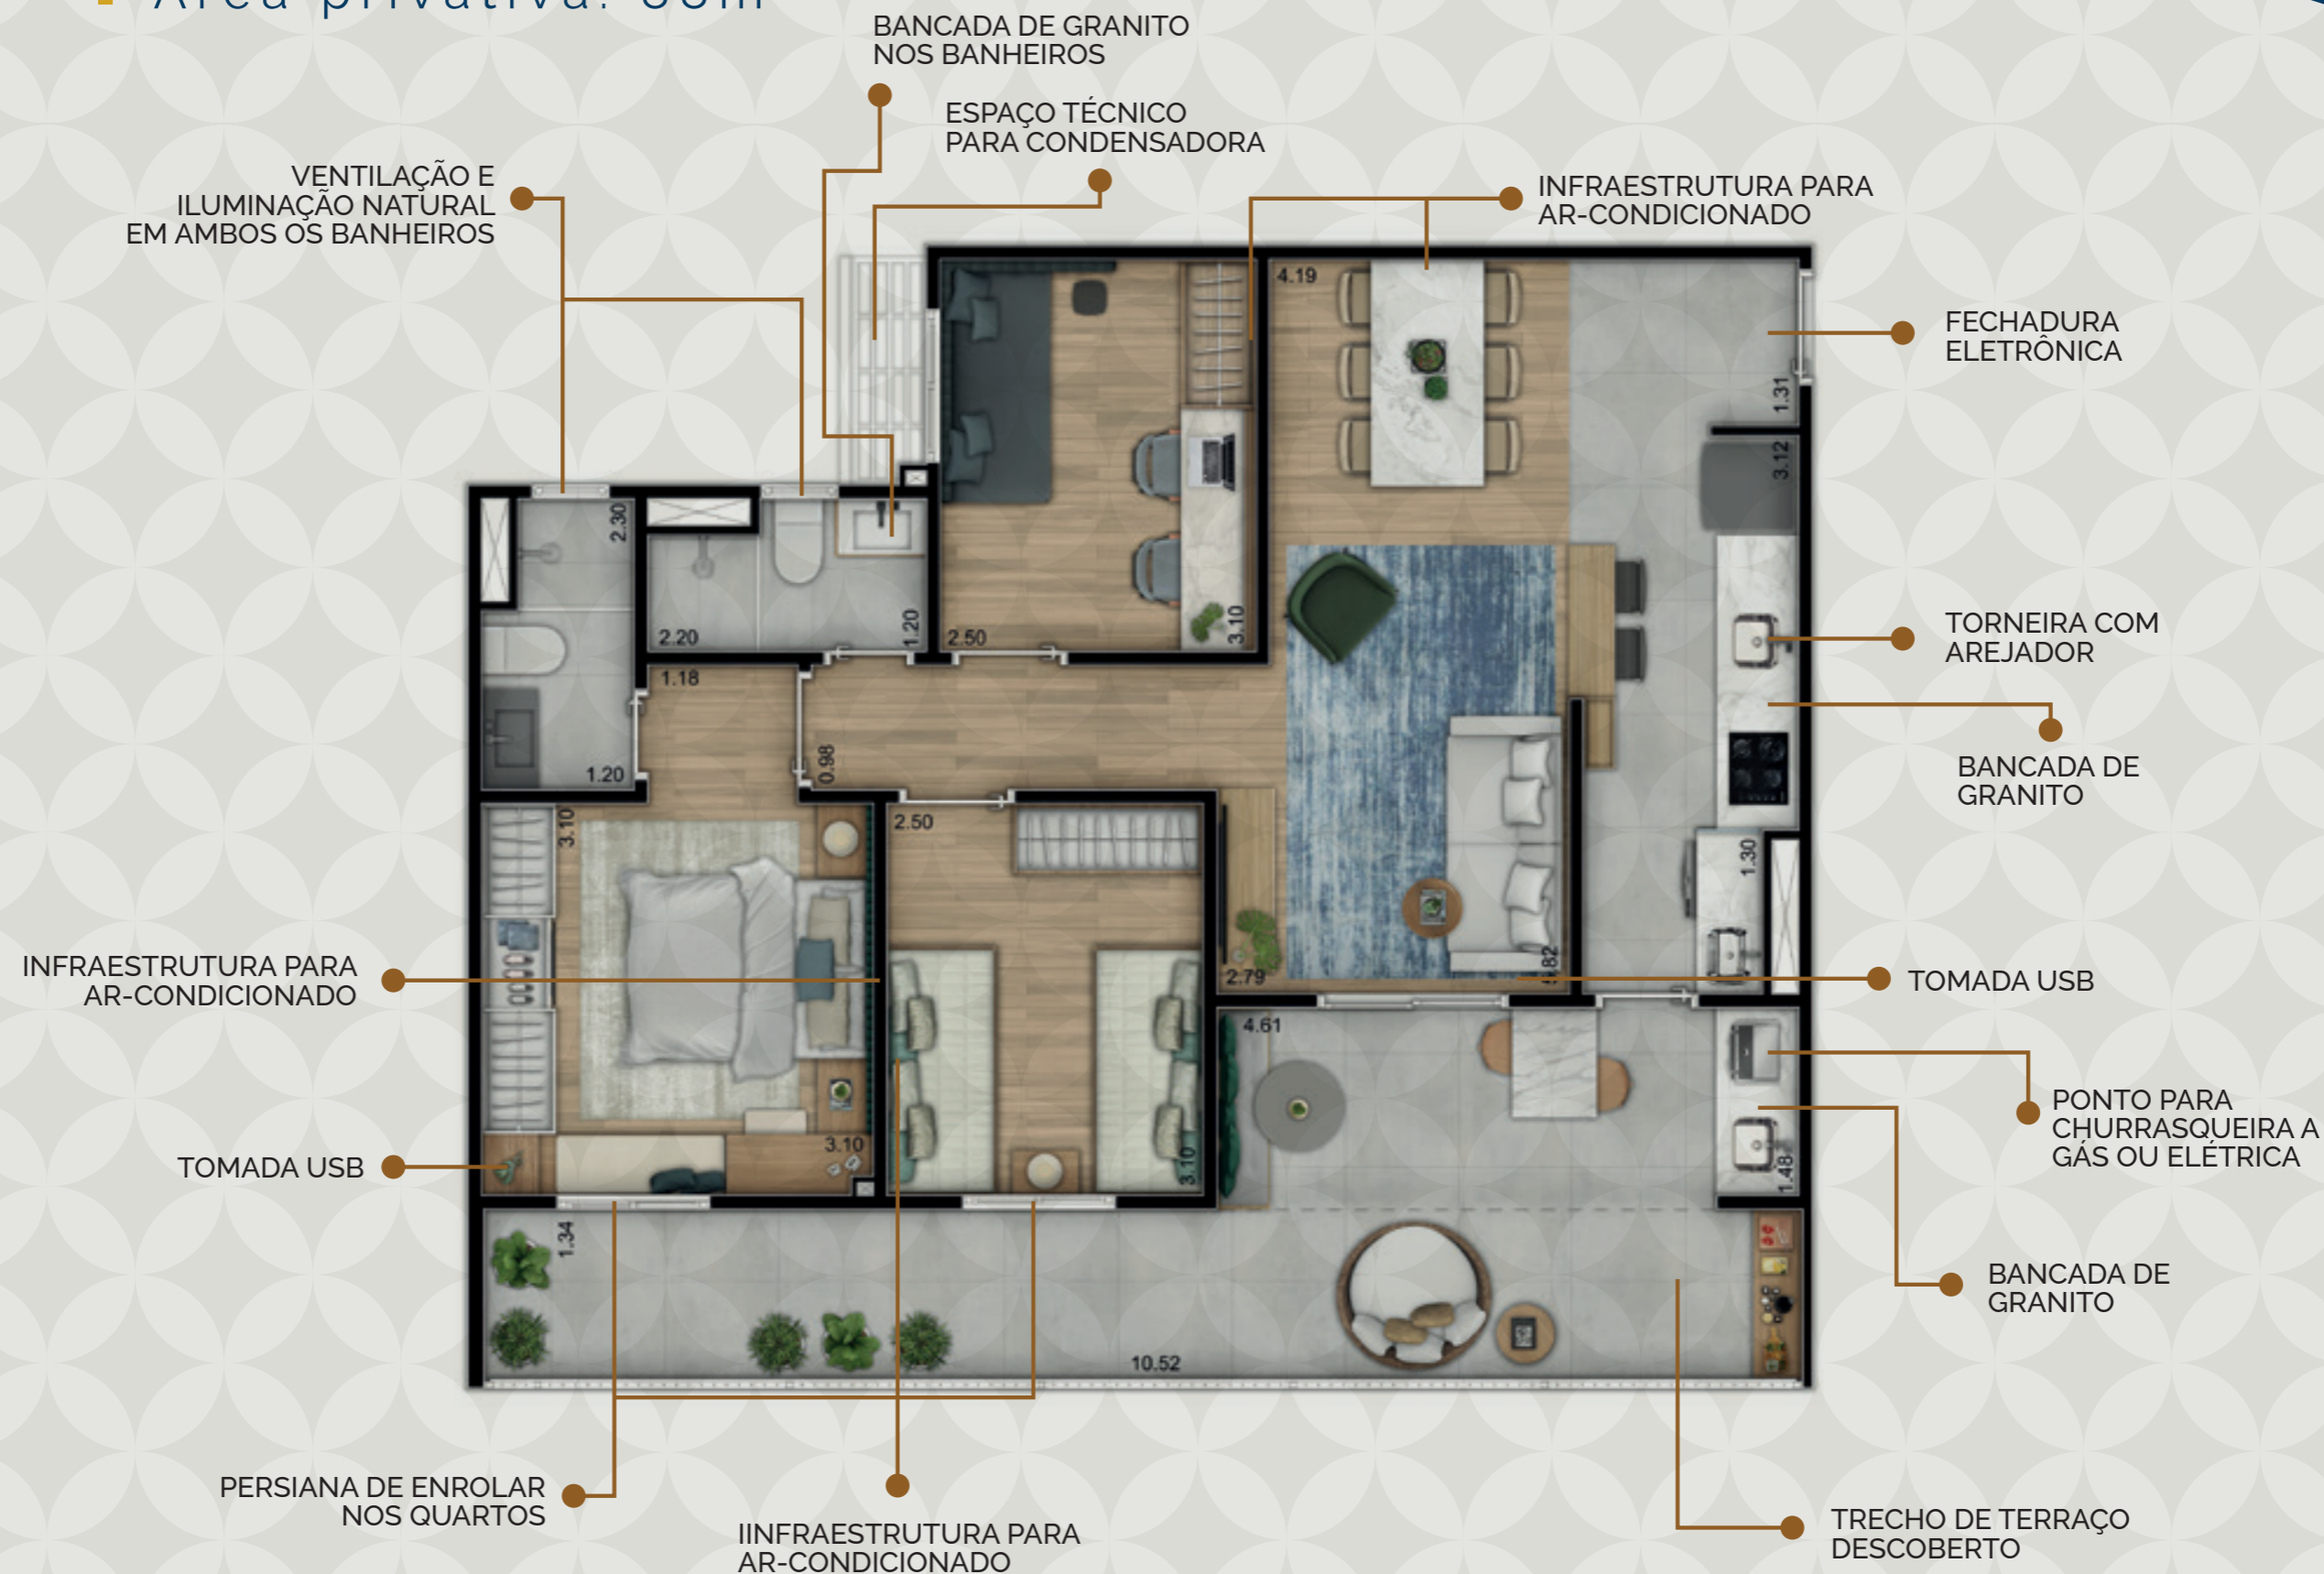 Área privativa:
BANCADA DE GRANITO
NOS BANHEIROS
ESPAÇO TÉCNICO
PARA CONDENSADORA
VENTILAÇÃO E
ILUMINAÇÃO NATURAL
EM AMBOS OS BANHEIROS
INFRAESTRUTURA PARA
AR-CONDICIONADO
4.19
FECHADURA
ELETRÔNICA
1.31
3.12
2.30
2.20
1.20
2.50
3.10
TORNEIRA COM
AREJADOR
1.18
0.98
1.20
BANCADA DE
GRANITO
3.10
2.50
1.30
INFRAESTRUTURA PARA
AR-CONDICIONADO
2.79
TOMADA USB
4.61
PONTO PARA
CHURRASQUEIRA A
GÁS OU ELÉTRICA
TOMADA USB
3.10
3.10
1.48
1.34
BANCADA DE
GRANITO
10.52
PERSIANA DE ENROLAR
NOS QUARTOS
IINFRAESTRUTURA PARA
AR-CONDICIONADO
TRECHO DE TERRAÇO
DESCOBERTO